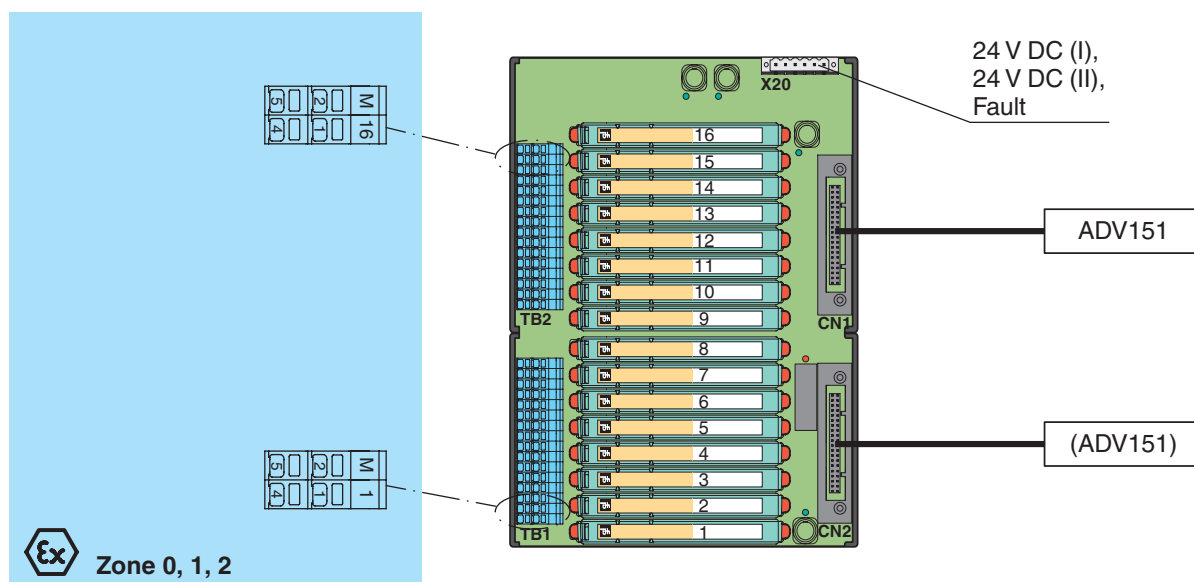 24 V DC (I),
24 V DC (II),
Fault
X20
5 2 M
4 1 16
16
15
14
13
12
11
10
9
TB2
CN1
ADV151
8
7
6
5
4
3
2
1
TB1
CN2
(ADV151)
5 2 M
4 1 1
Ex
Zone 0, 1, 2